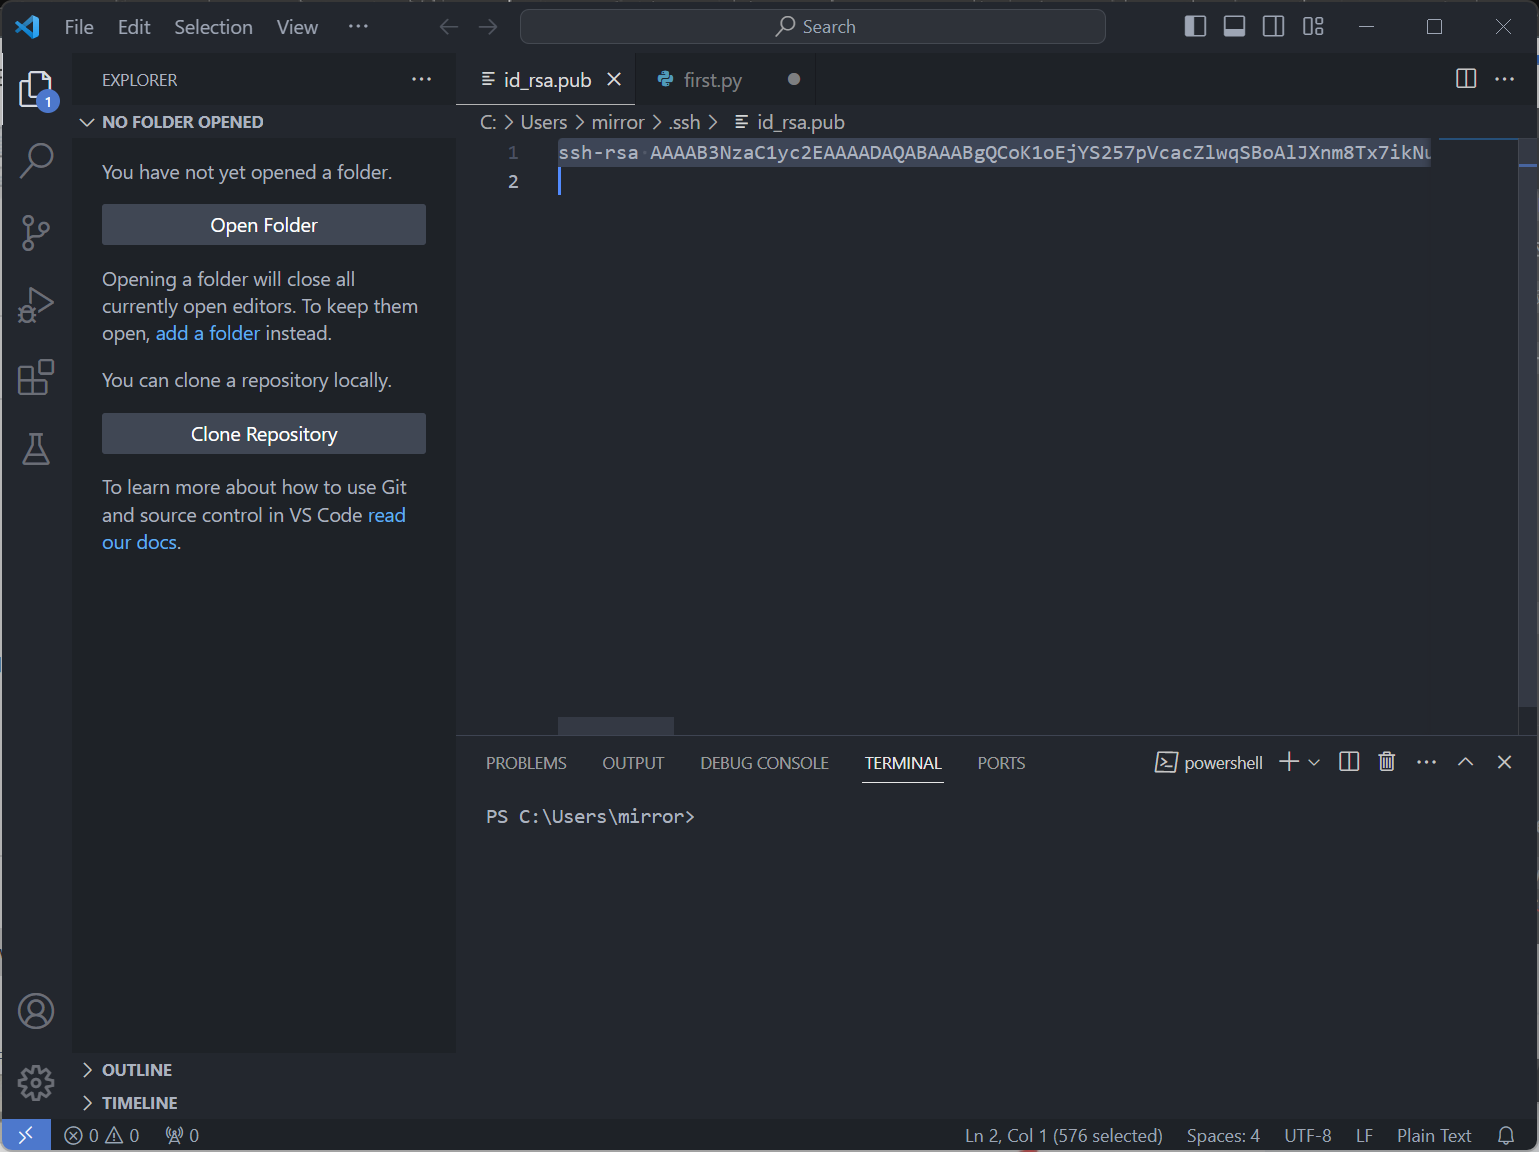 File Edit Selection View ··· Search
EXPLORER ···
NO FOLDER OPENED
You have not yet opened a folder.
Open Folder
Opening a folder will close all
currently open editors. To keep them
open, add a folder instead.
You can clone a repository locally.
Clone Repository
To learn more about how to use Git
and source control in VS Code read
our docs.
OUTLINE
TIMELINE
1
id_rsa.pub first.py
C: > Users > mirror > .ssh > id_rsa.pub
1 ssh-rsa AAAAB3NzaC1yc2EAAAADAQABAAABgQCoK1oEjYS257pVcacZlwqSBoAlJXnm8Tx7ikNu
2
PROBLEMS OUTPUT DEBUG CONSOLE TERMINAL PORTS powershell
PS C:\Users\mirror>
0 0 0 Ln 2, Col 1 (576 selected) Spaces: 4 UTF-8 LF Plain Text